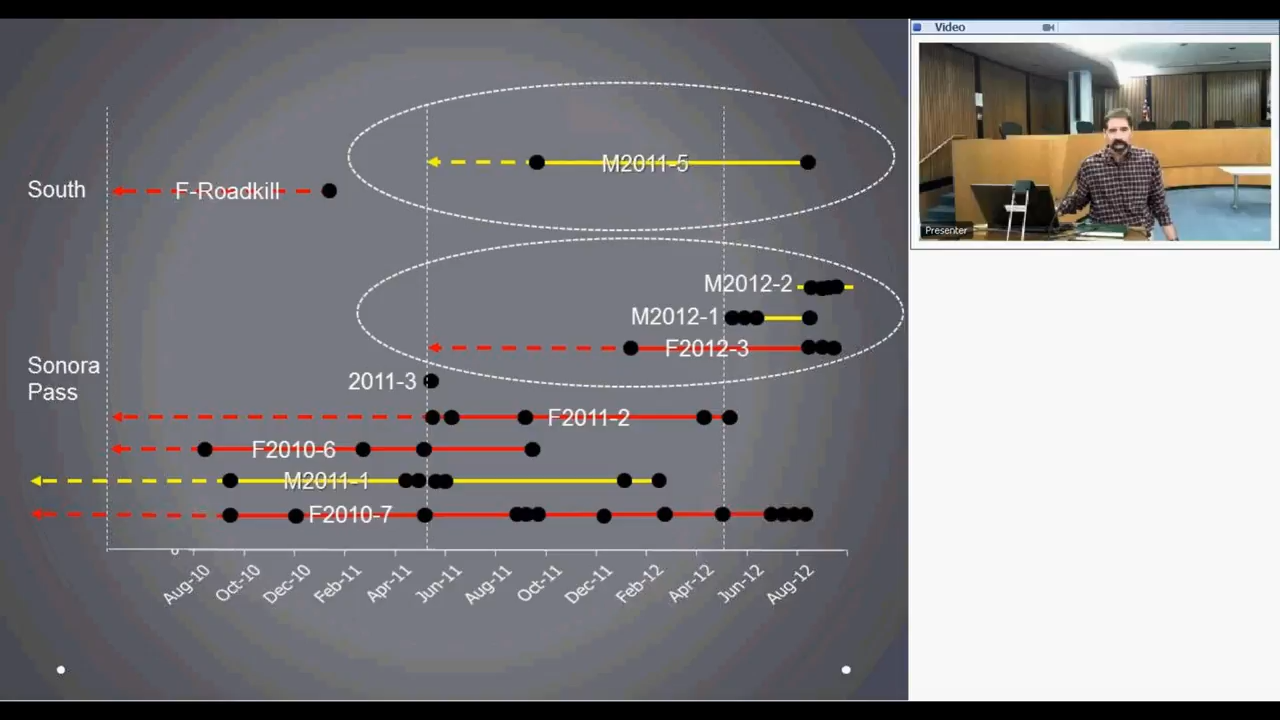 Video
Presenter
M2011-5
South
F-Roadkill
M2012-2
M2012-1
F2012-3
Sonora
Pass
2011-3
F2011-2
F2010-6
M2011-1
F2010-7
0
Aug-10
Oct-10
Dec-10
Feb-11
Apr-11
Jun-11
Aug-11
Oct-11
Dec-11
Feb-12
Apr-12
Jun-12
Aug-12